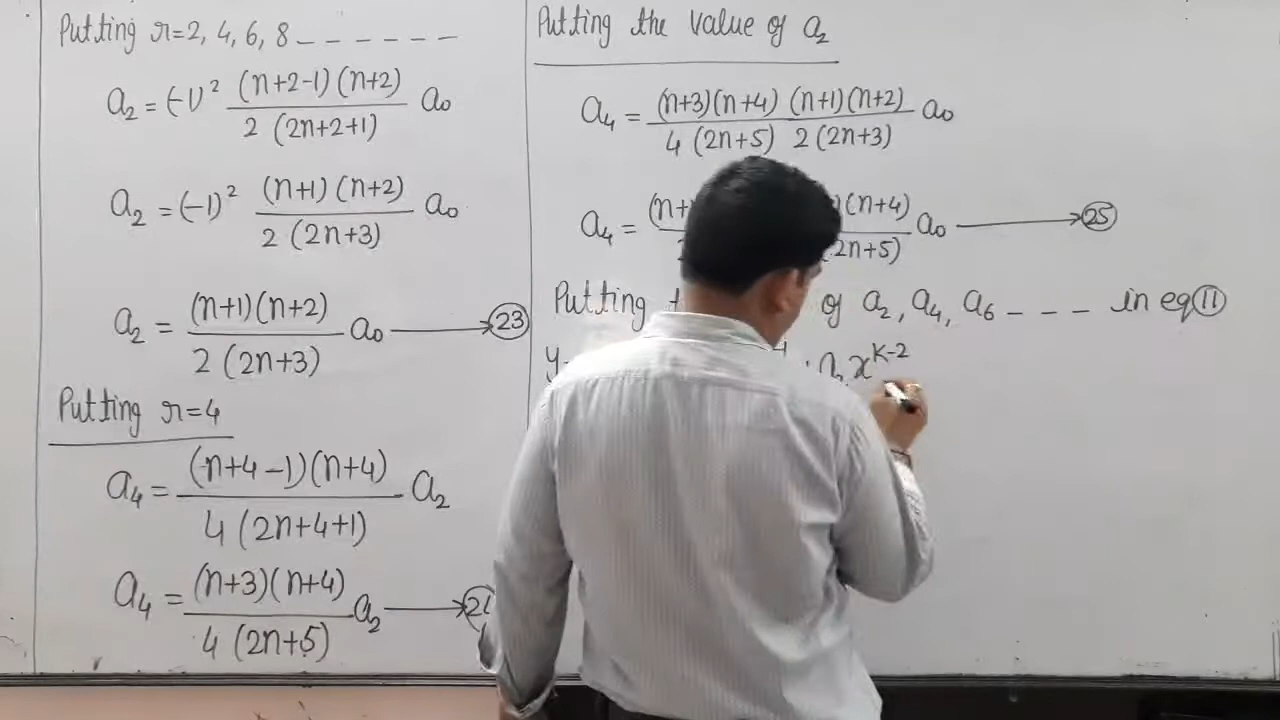 Putting r=2, 4, 6, 8 – – – – – –
a₂ = (-1)² (n+2-1)(n+2) / 2(2n+2+1) a₀
a₂ = (-1)² (n+1)(n+2) / 2(2n+3) a₀
a₂ = (n+1)(n+2) / 2(2n+3) a₀ → 23
Putting r=4
a₄ = (n+4-1)(n+4) / 4(2n+4+1) a₂
a₄ = (n+3)(n+4) / 4(2n+5) a₂ →
Putting the value of a₂
a₄ = (n+3)(n+4) (n+1)(n+2) / 4(2n+5) 2(2n+3) a₀
a₄ = (n+ (n+4) / 2n+5) a₀ → 25
Putting of a₂, a₄, a₆ – – – in eq 11
y x^(K-2)